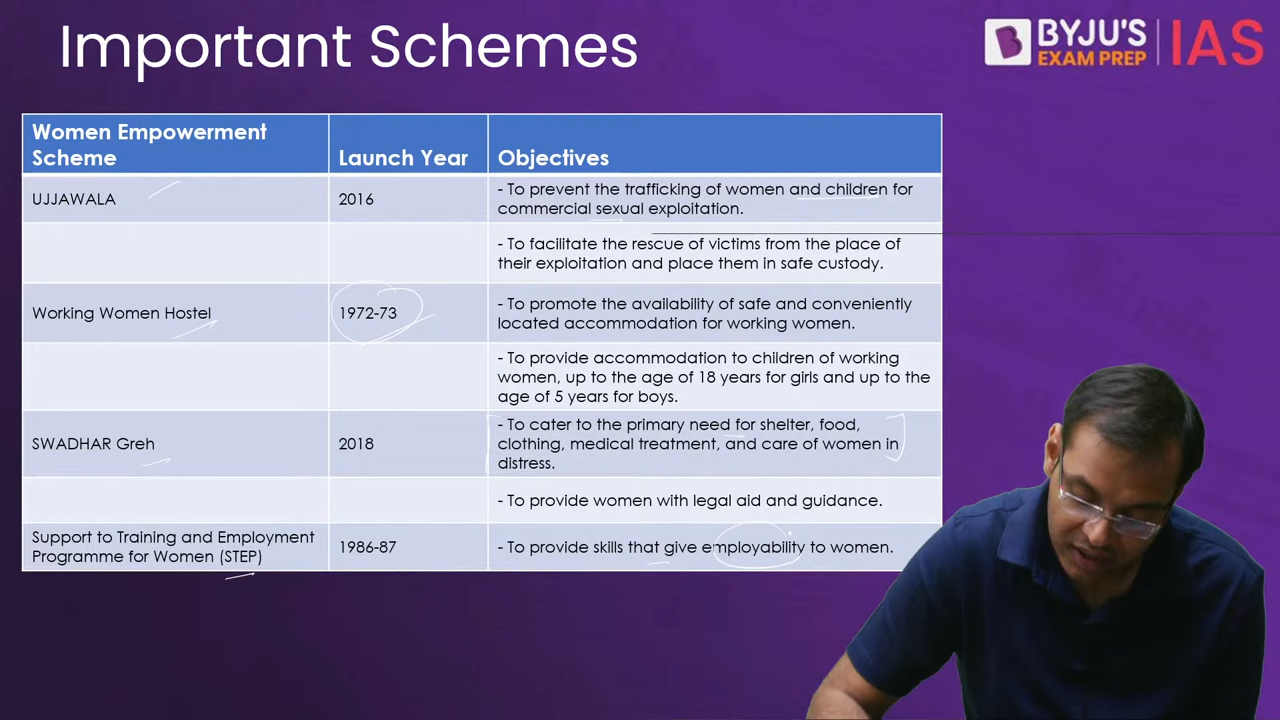 Important Schemes
BYJU'S
EXAM PREP
IAS
Women Empowerment
Scheme
Launch Year
Objectives
UJJAWALA
2016
- To prevent the trafficking of women and children for
commercial sexual exploitation.
- To facilitate the rescue of victims from the place of
their exploitation and place them in safe custody.
Working Women Hostel
1972-73
- To promote the availability of safe and conveniently
located accommodation for working women.
- To provide accommodation to children of working
women, up to the age of 18 years for girls and up to the
age of 5 years for boys.
SWADHAR Greh
2018
- To cater to the primary need for shelter, food,
clothing, medical treatment, and care of women in
distress.
- To provide women with legal aid and guidance.
Support to Training and Employment
Programme for Women (STEP)
1986-87
- To provide skills that give employability to women.